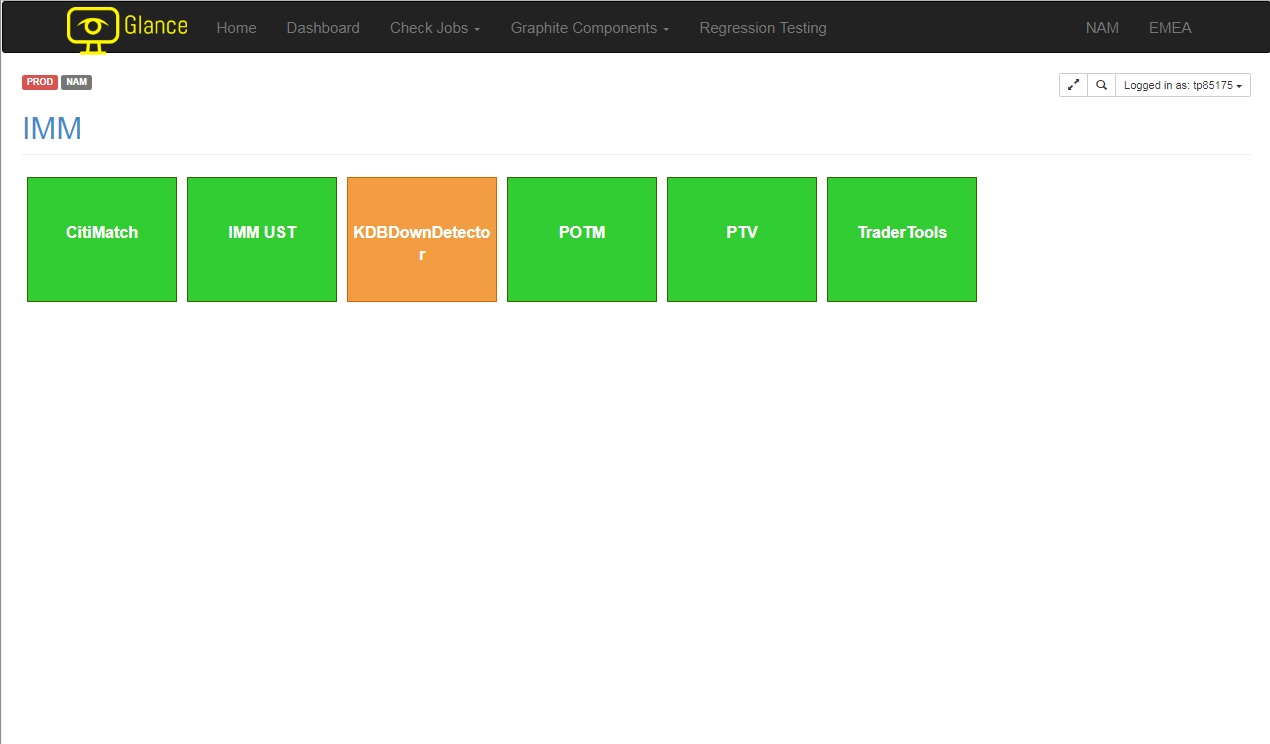 Glance Home Dashboard Check Jobs Graphite Components Regression Testing NAM EMEA
PROD NAM Logged in as: tp85175
IMM
CitiMatch IMM UST KDBDownDetecto POTM PTV TraderTools
r